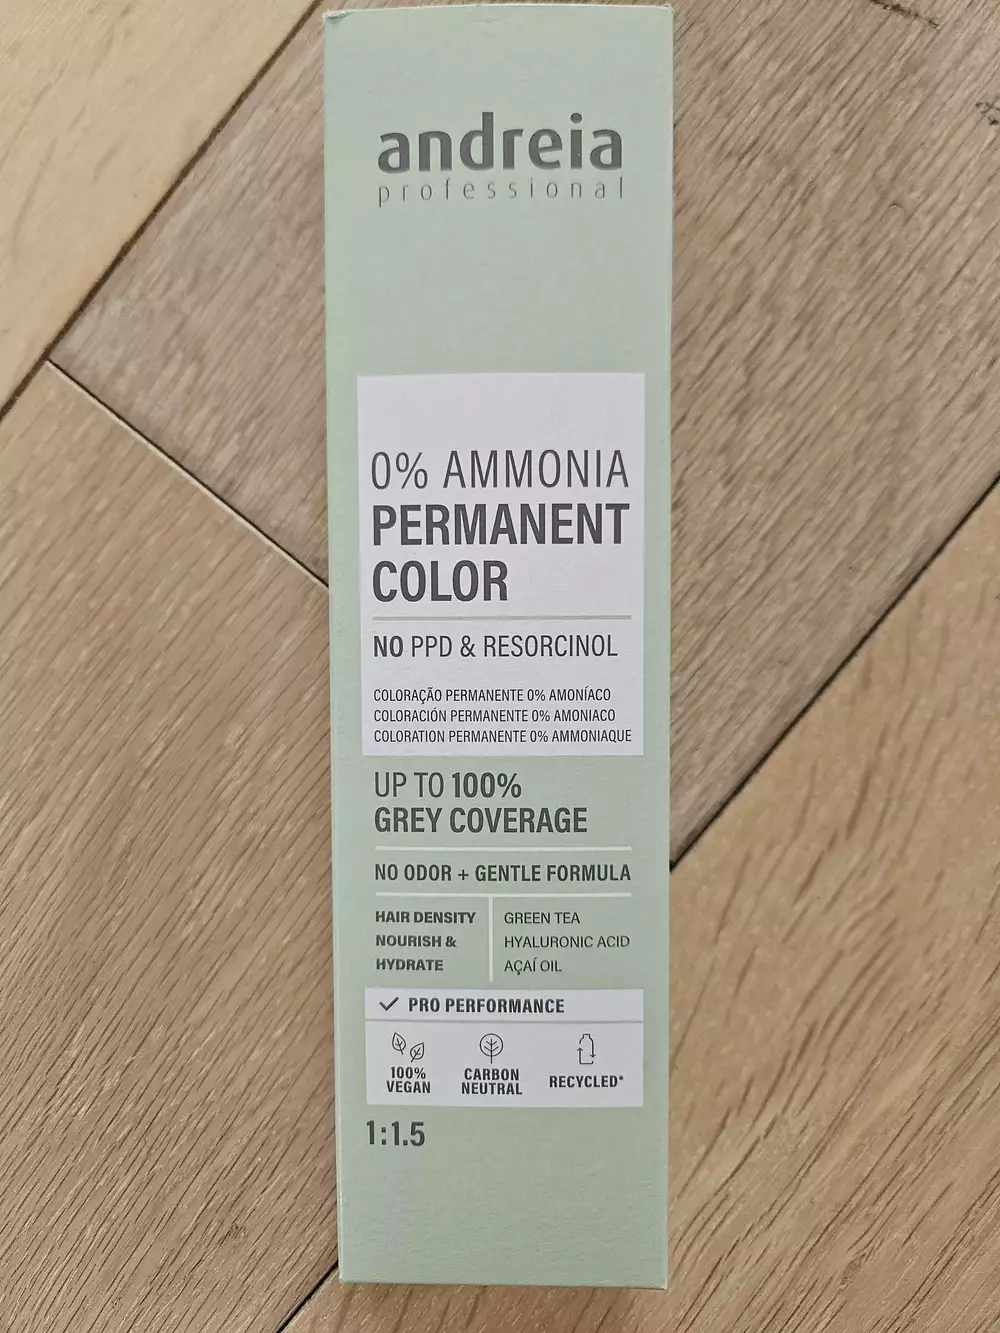 andreia
professional
0% AMMONIA
PERMANENT
COLOR
NO PPD & RESORCINOL
COLORAÇÃO PERMANENTE 0% AMONÍACO
COLORACIÓN PERMANENTE 0% AMONIACO
COLORATION PERMANENTE 0% AMMONIAQUE
UP TO 100%
GREY COVERAGE
NO ODOR + GENTLE FORMULA
HAIR DENSITY
NOURISH &
HYDRATE
GREEN TEA
HYALURONIC ACID
AÇAÍ OIL
PRO PERFORMANCE
100%
VEGAN
CARBON
NEUTRAL
RECYCLED*
1:1.5